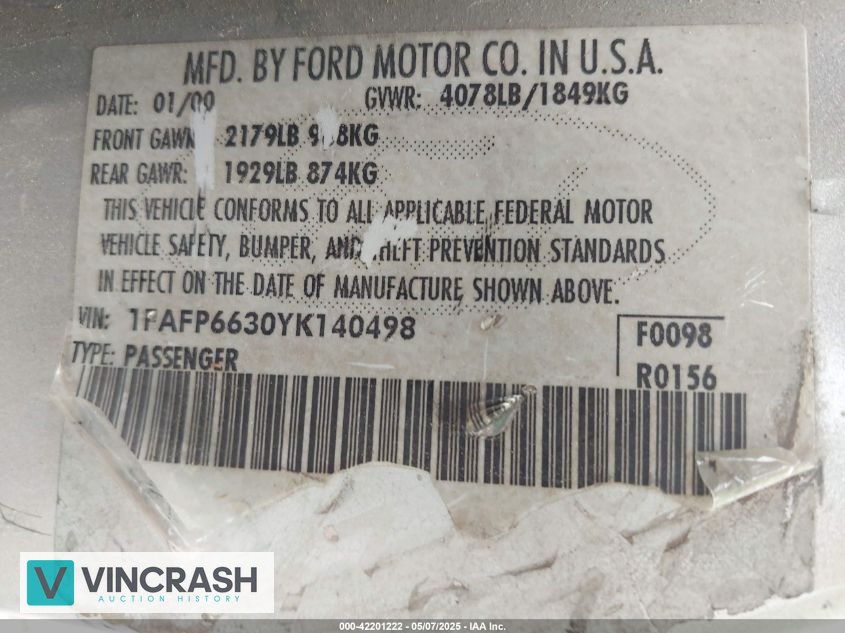 MFD. BY FORD MOTOR CO. IN U.S.A.
DATE: 01/00 GVWR: 4078LB/1849KG
FRONT GAWR 2179LB 988KG
REAR GAWR: 1929LB 874KG
THIS VEHICLE CONFORMS TO ALL APPLICABLE FEDERAL MOTOR
VEHICLE SAFETY, BUMPER, AND THEFT PREVENTION STANDARDS
IN EFFECT ON THE DATE OF MANUFACTURE SHOWN ABOVE.
VIN: 1FAFP6630YK140498 F0098
TYPE: PASSENGER R0156
VINCRASH
AUCTION HISTORY
000-42201222 - 05/07/2025 - IAA Inc.